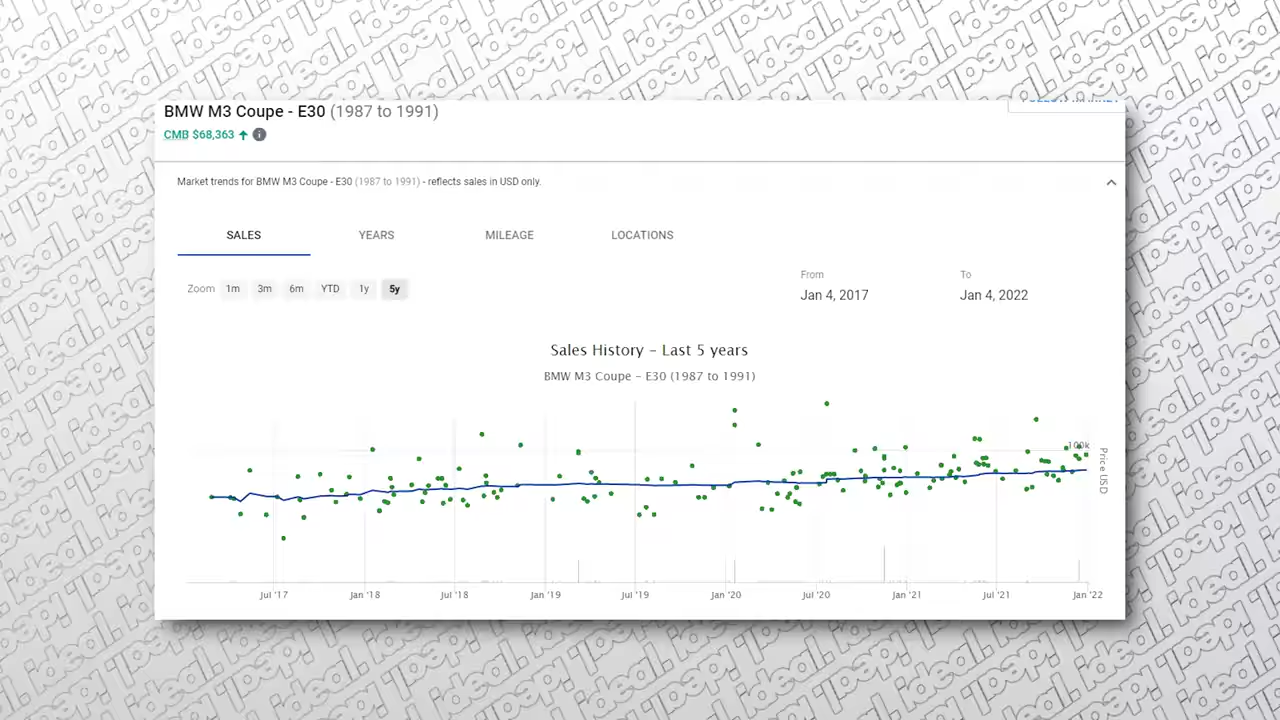 BMW M3 Coupe - E30 (1987 to 1991)
CMB $68,363
Market trends for BMW M3 Coupe - E30 (1987 to 1991) - reflects sales in USD only.
SALES YEARS MILEAGE LOCATIONS
From To
Zoom 1m 3m 6m YTD 1y 5y
Jan 4, 2017 Jan 4, 2022
Sales History - Last 5 years
BMW M3 Coupe - E30 (1987 to 1991)
100k
Price USD
Jul '17 Jan '18 Jul '18 Jan '19 Jul '19 Jan '20 Jul '20 Jan '21 Jul '21 Jan '22
ideal.